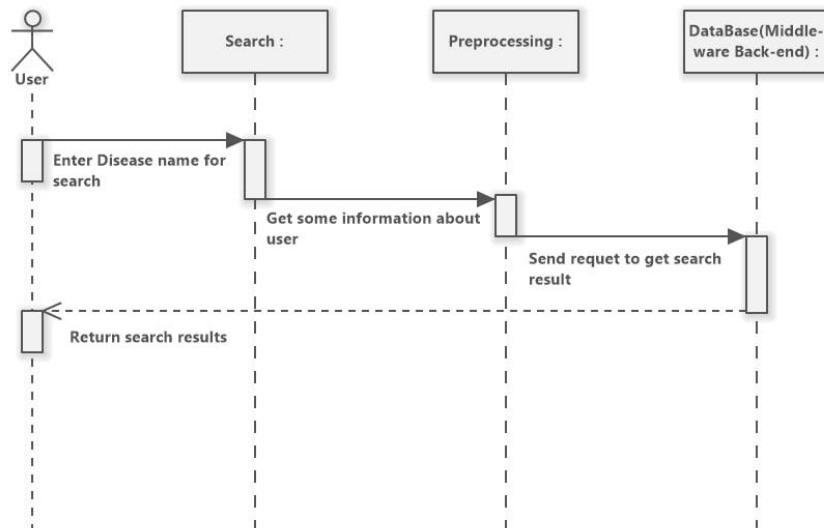 User
Search :
Preprocessing :
DataBase(Middle-
ware Back-end) :
Enter Disease name for
search
Get some information about
user
Send requet to get search
result
Return search results